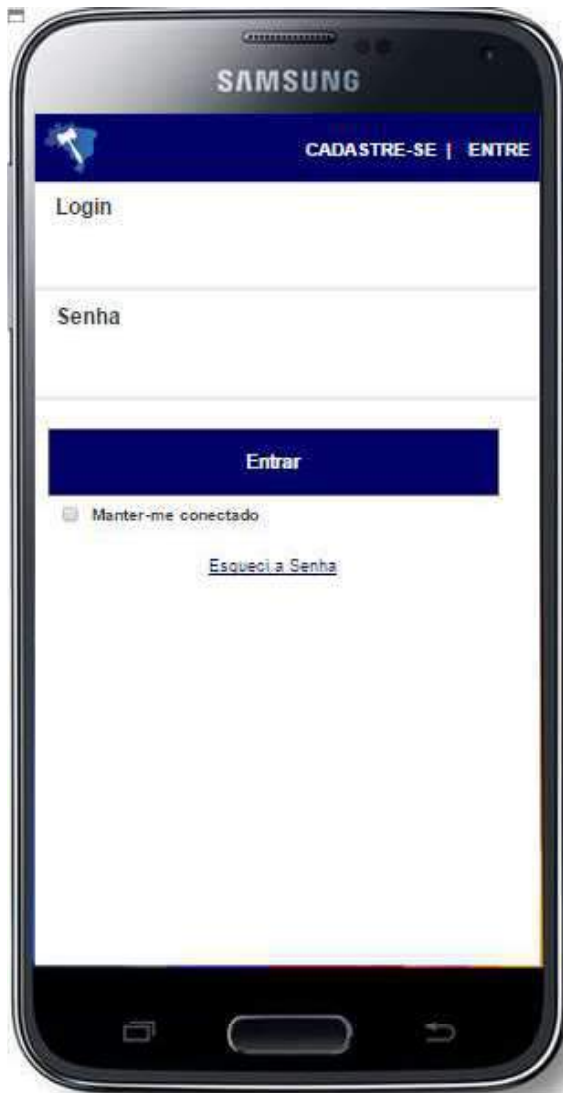 SAMSUNG
CADASTRE-SE | ENTRE
Login
Senha
Entrar
Manter-me conectado
Esqueci a Senha